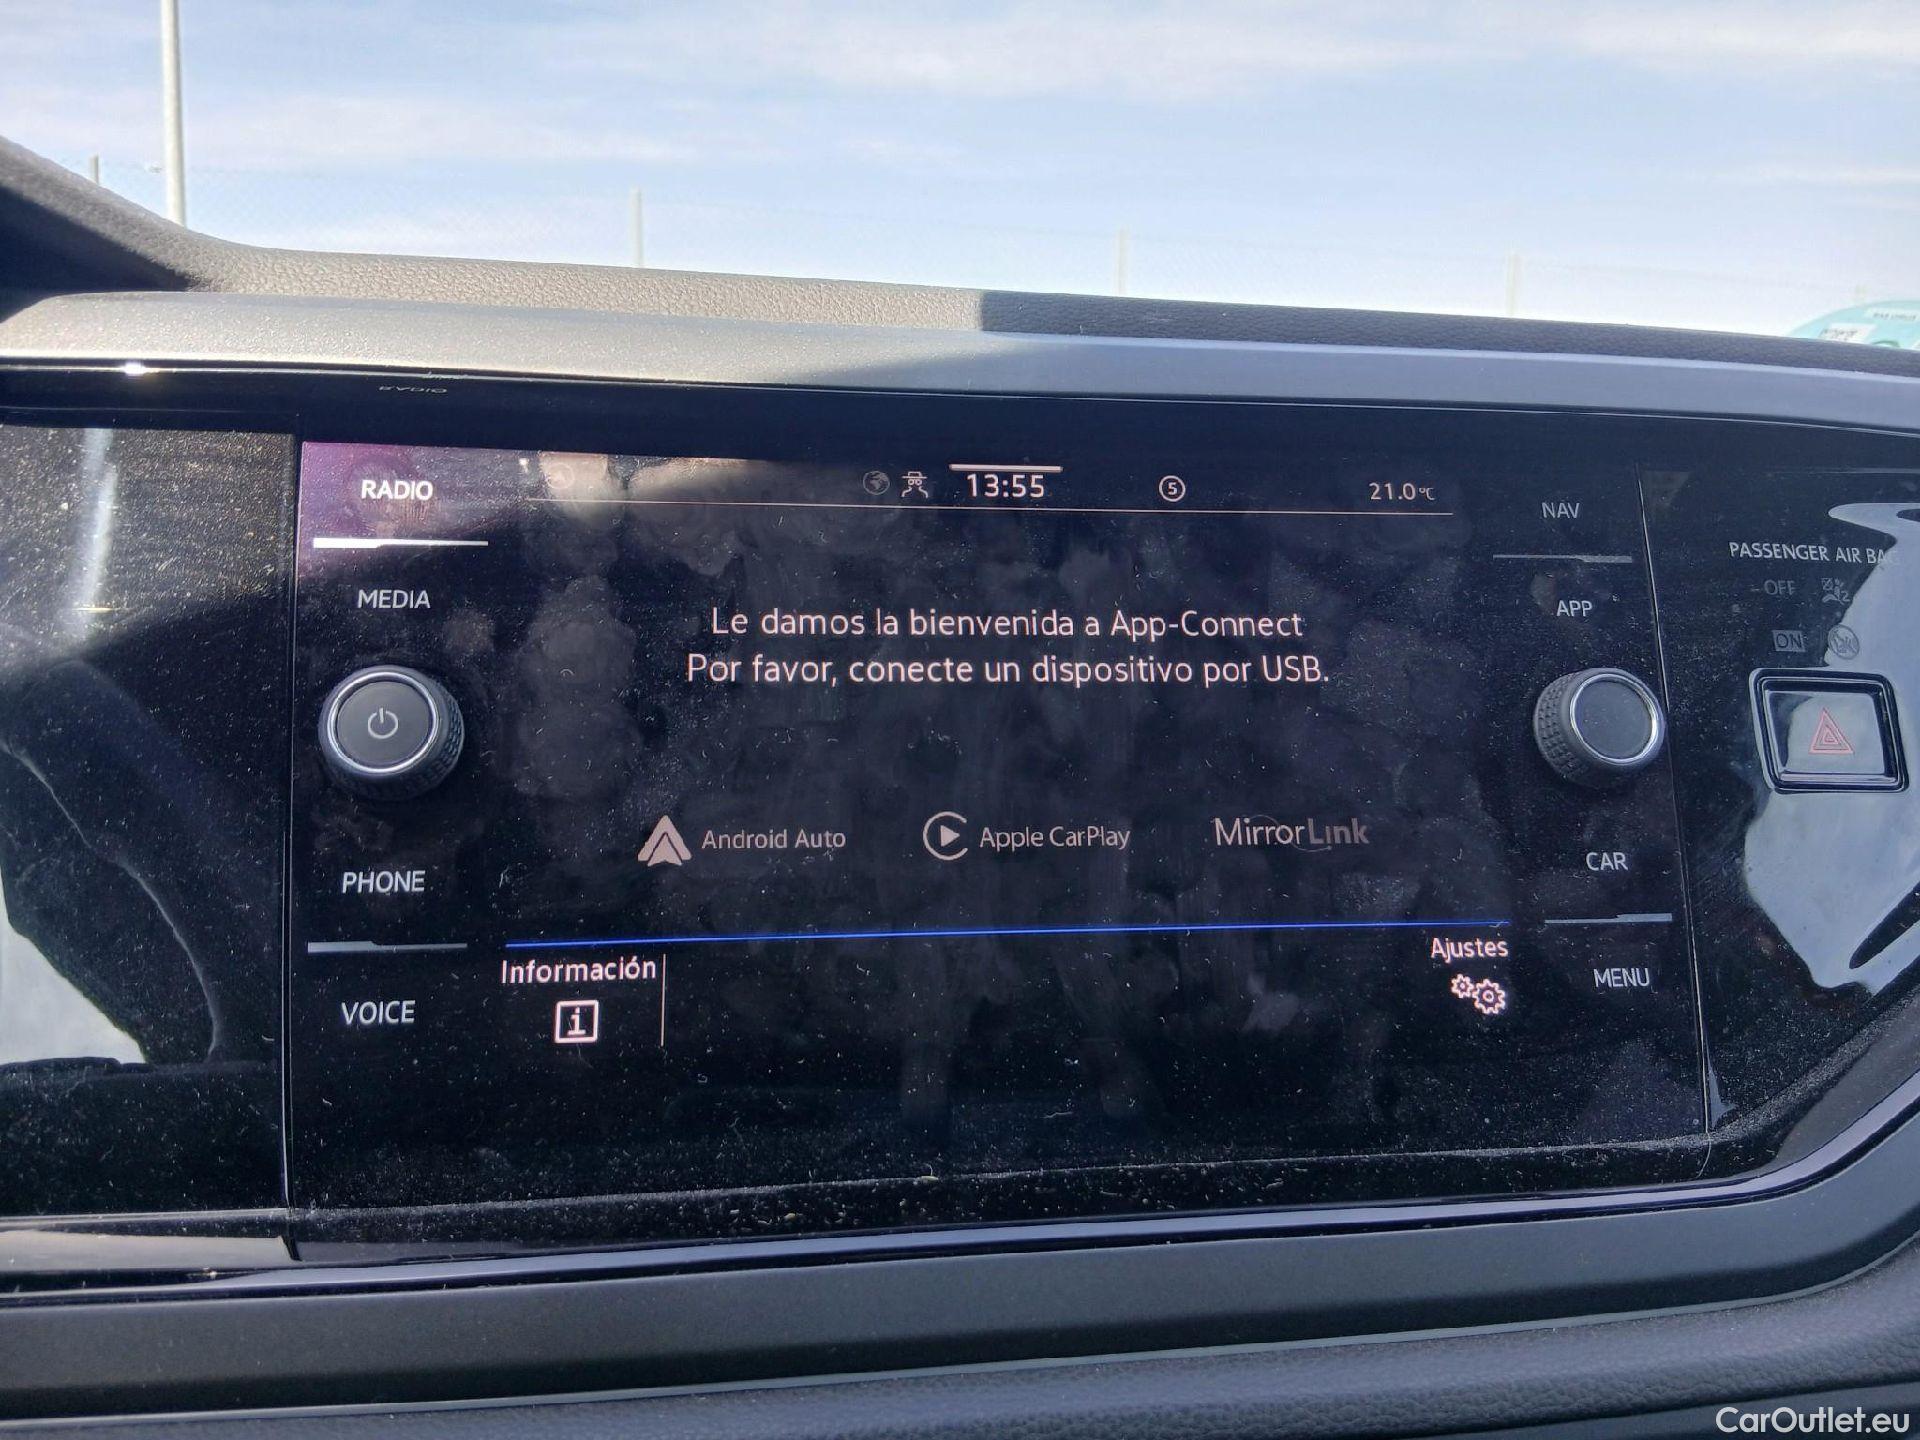 RADIO
13:55
5
21.0°C
NAV
MEDIA
APP
PASSENGER AIR BAG
OFF
ON
Le damos la bienvenida a App-Connect
Por favor, conecte un dispositivo por USB.
Android Auto
Apple CarPlay
MirrorLink
PHONE
CAR
Información
Ajustes
VOICE
MENU
CarOutlet.eu